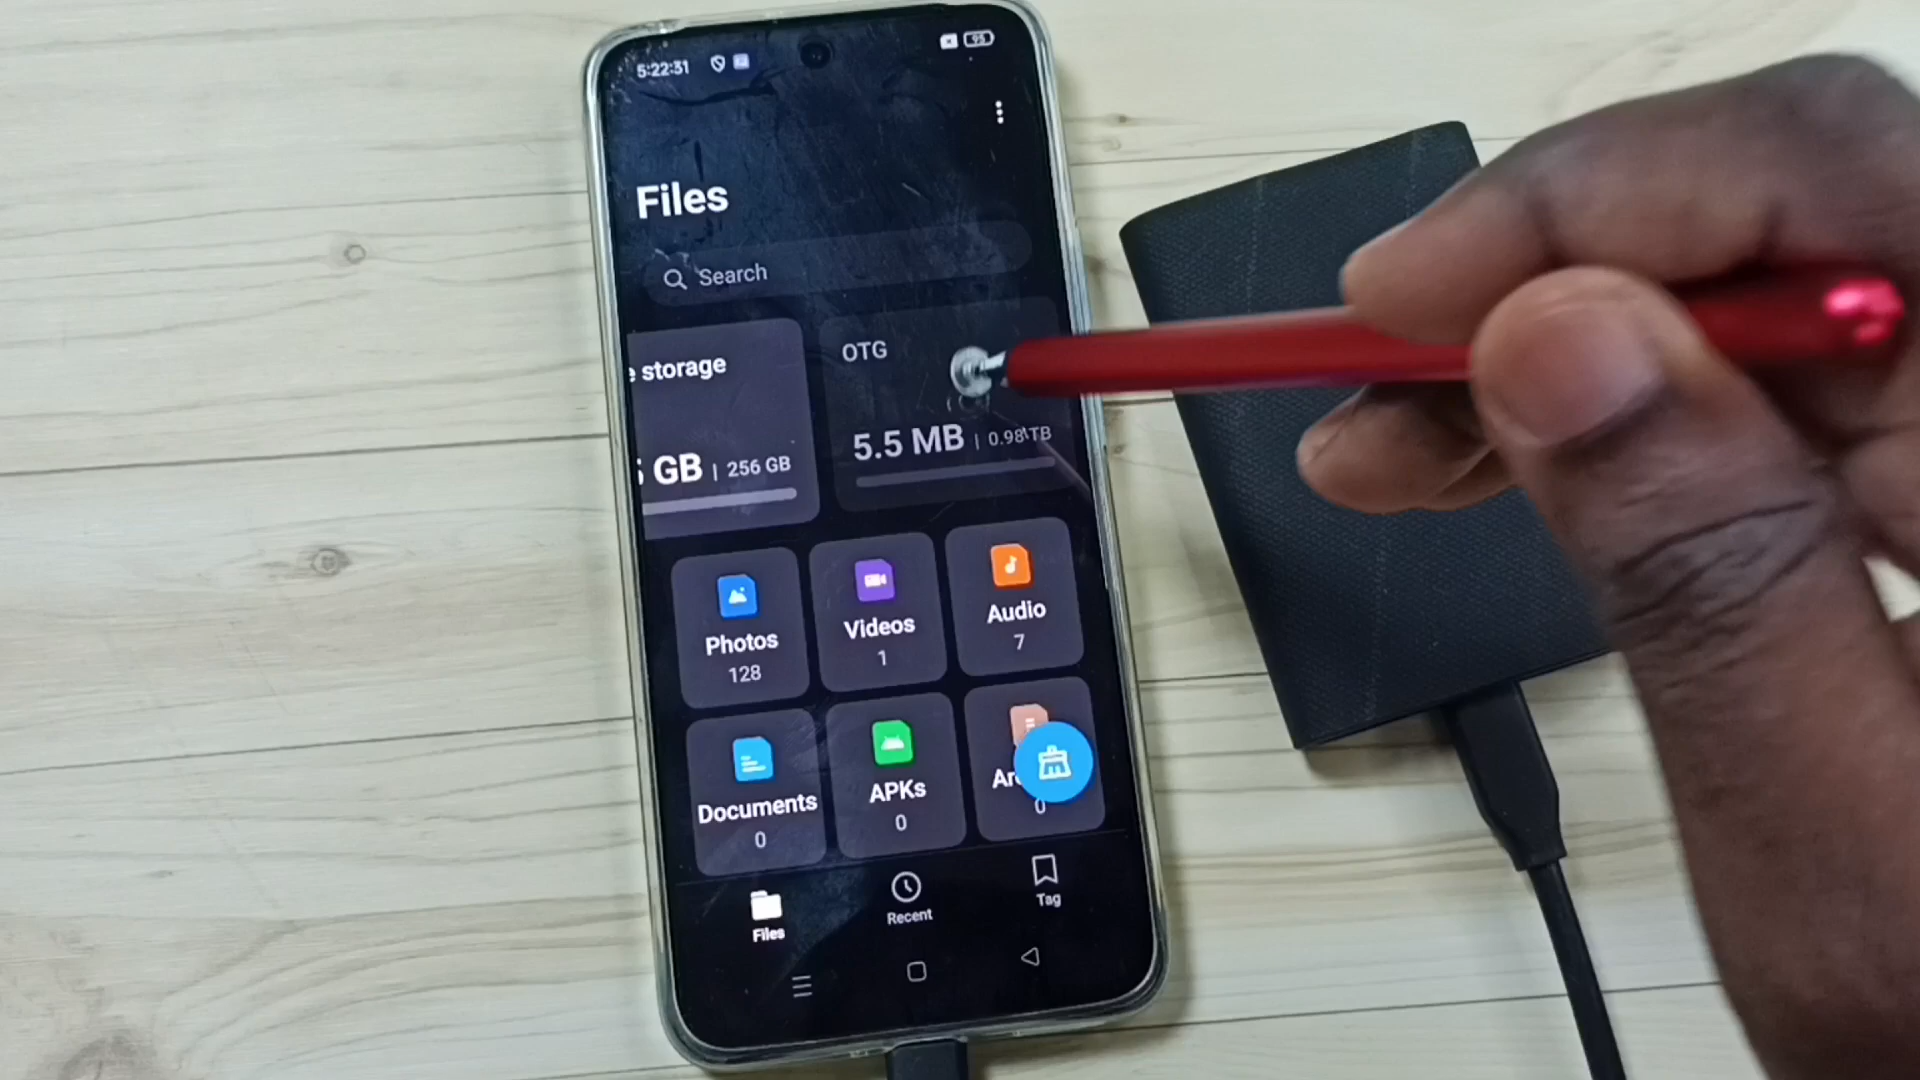 5:22:31
95
Files
Search
storage
GB | 256 GB
OTG
5.5 MB | 0.98 TB
Photos
128
Videos
1
Audio
7
Documents
0
APKs
0
0
Files
Recent
Tag